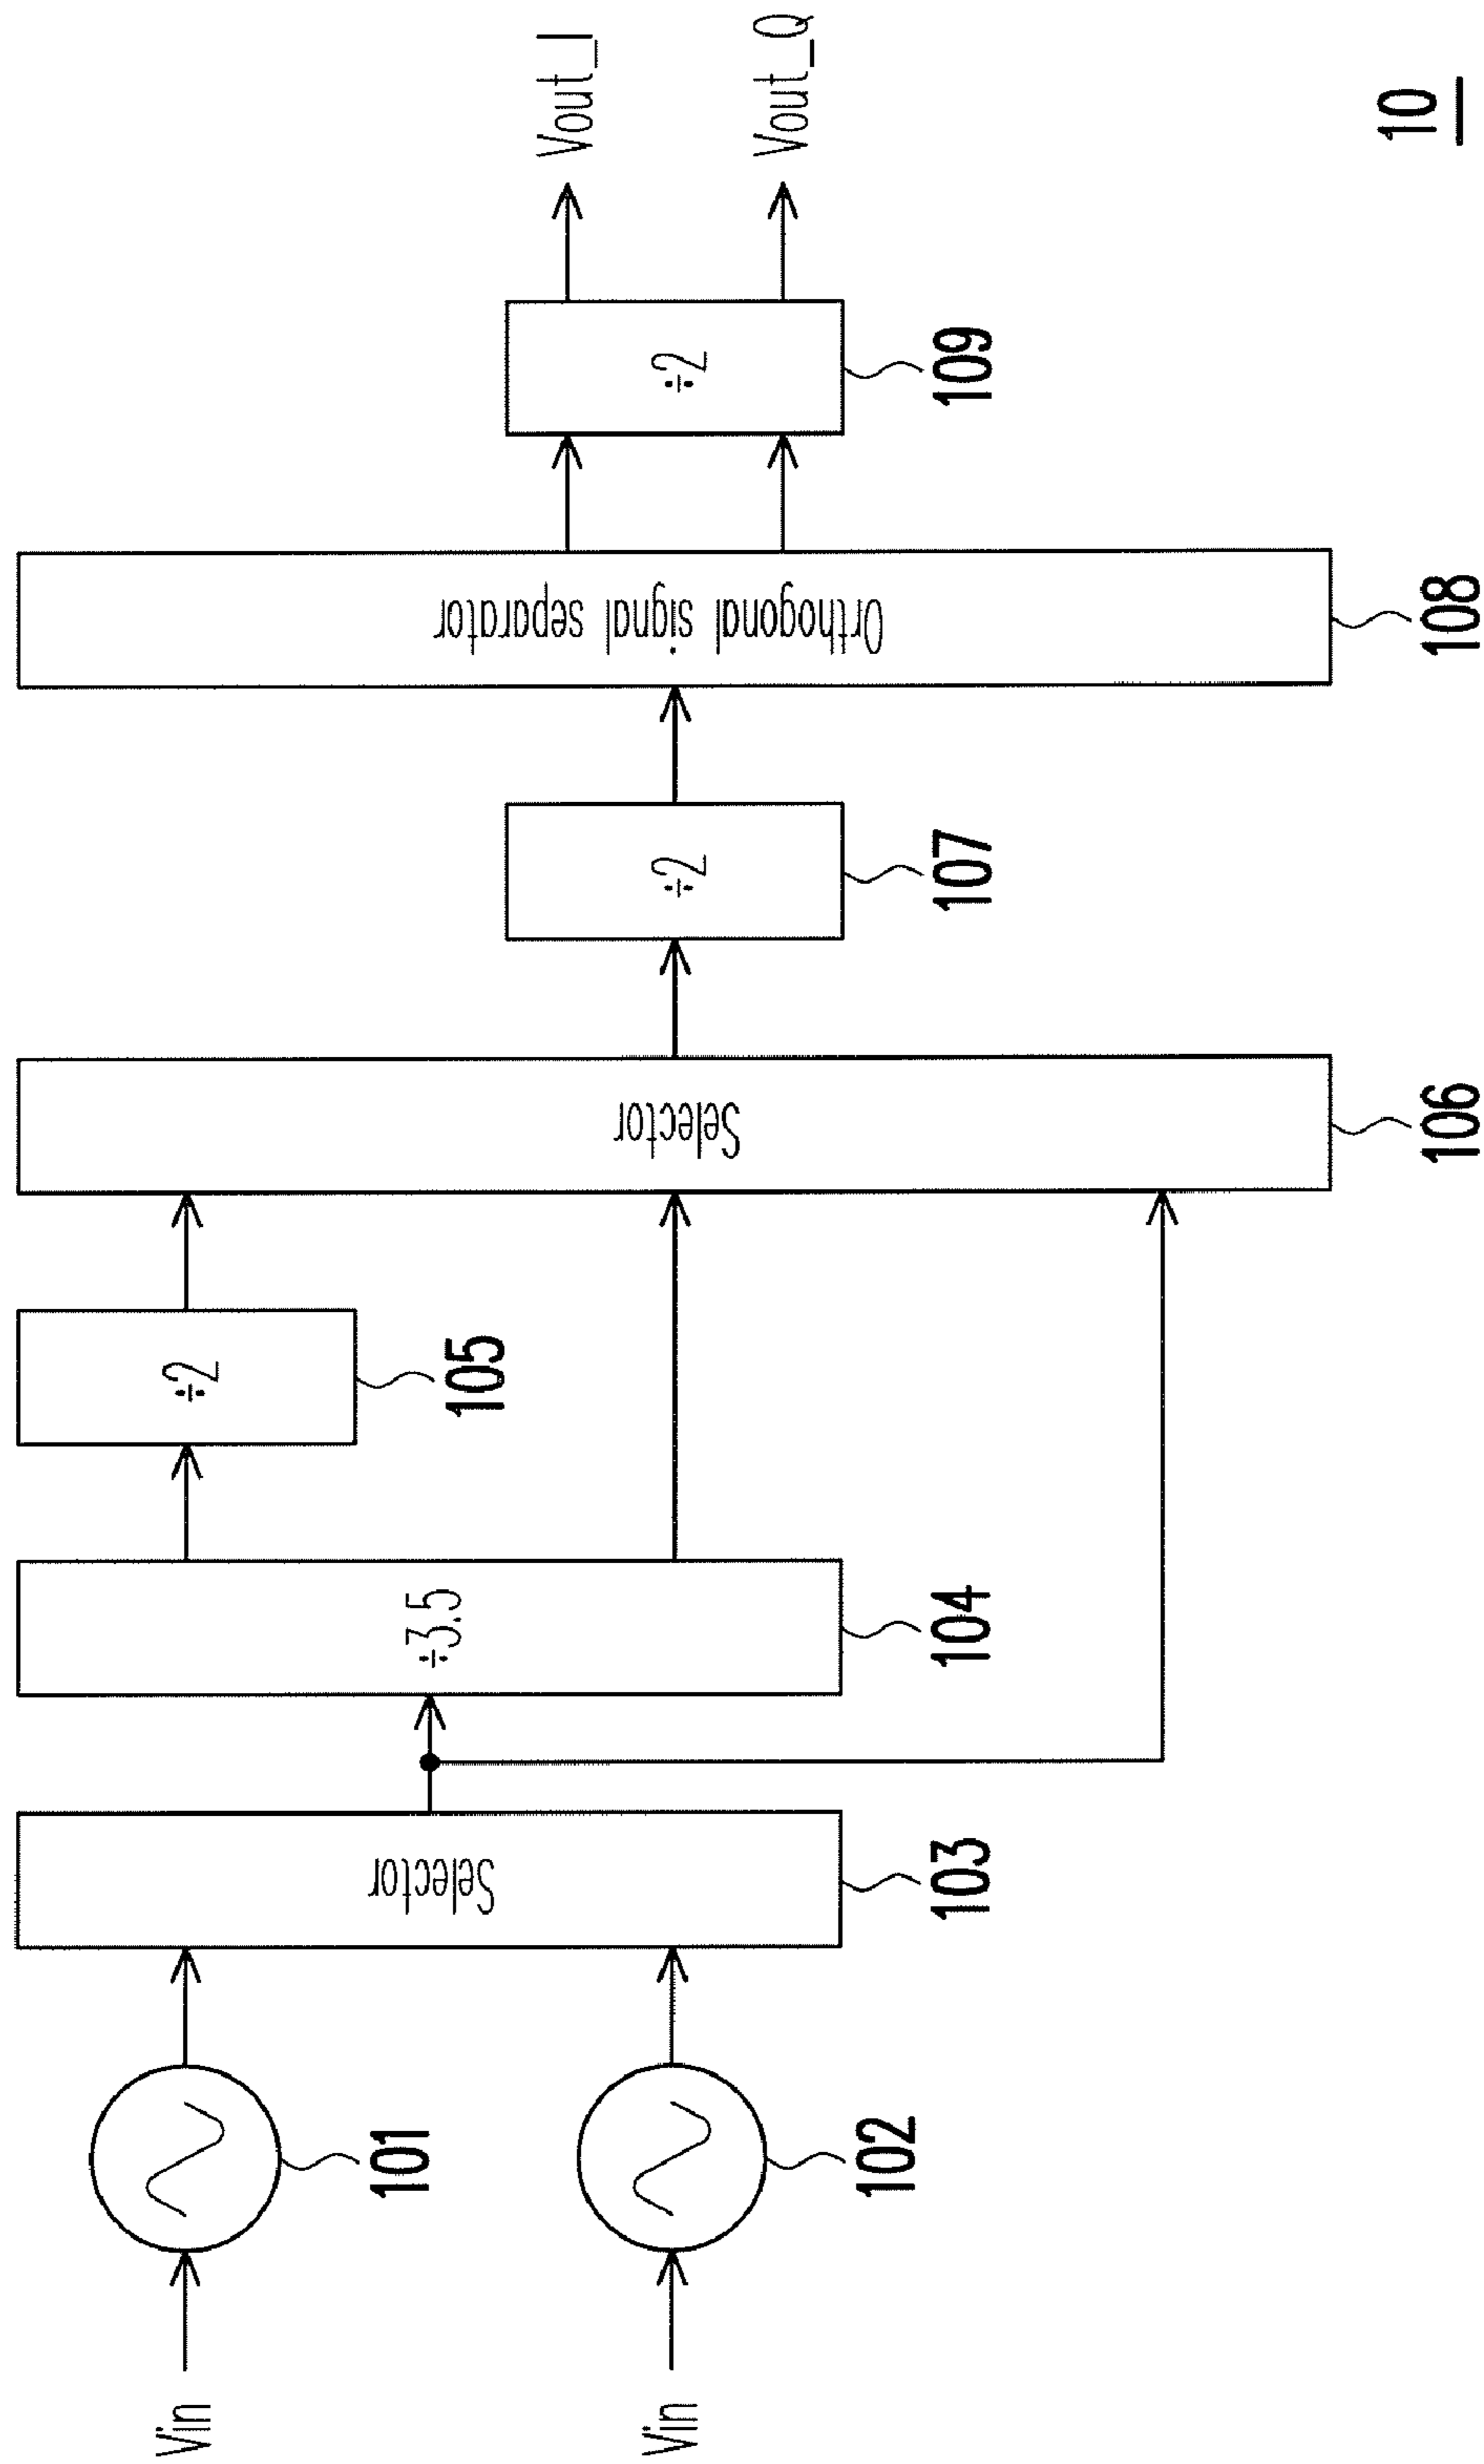 Vin
Vin
101
102
Selector
103
÷3.5
104
÷2
105
Selector
106
÷2
107
Orthogonal signal separator
108
÷2
109
Vout_I
Vout_Q
10